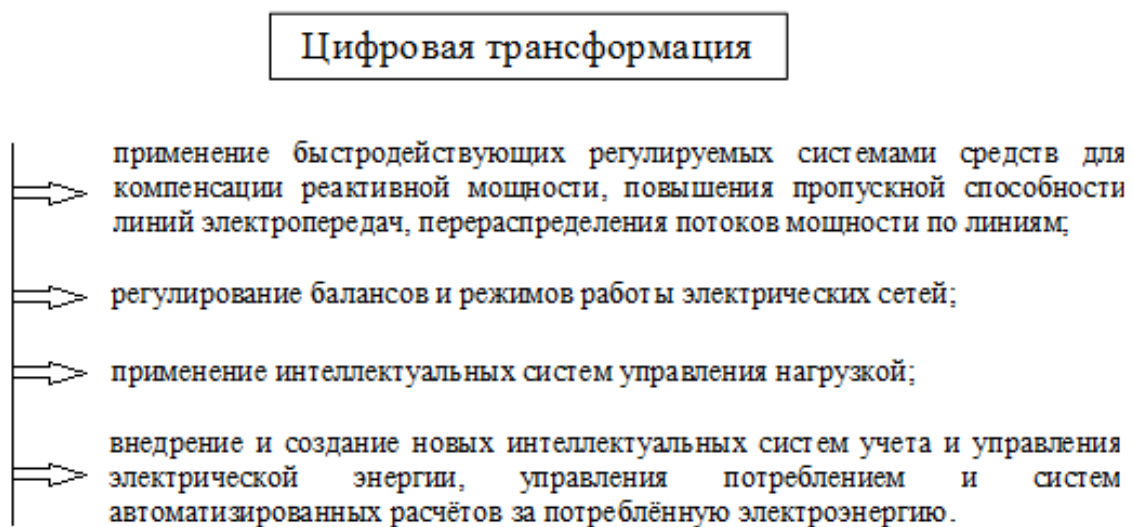 Цифровая трансформация
применение быстродействующих регулируемых системами средств для
компенсации реактивной мощности, повышения пропускной способности
линий электропередач, перераспределения потоков мощности по линиям;
регулирование балансов и режимов работы электрических сетей;
применение интеллектуальных систем управления нагрузкой;
внедрение и создание новых интеллектуальных систем учета и управления
электрической энергии, управления потреблением и систем
автоматизированных расчётов за потреблённую электроэнергию.